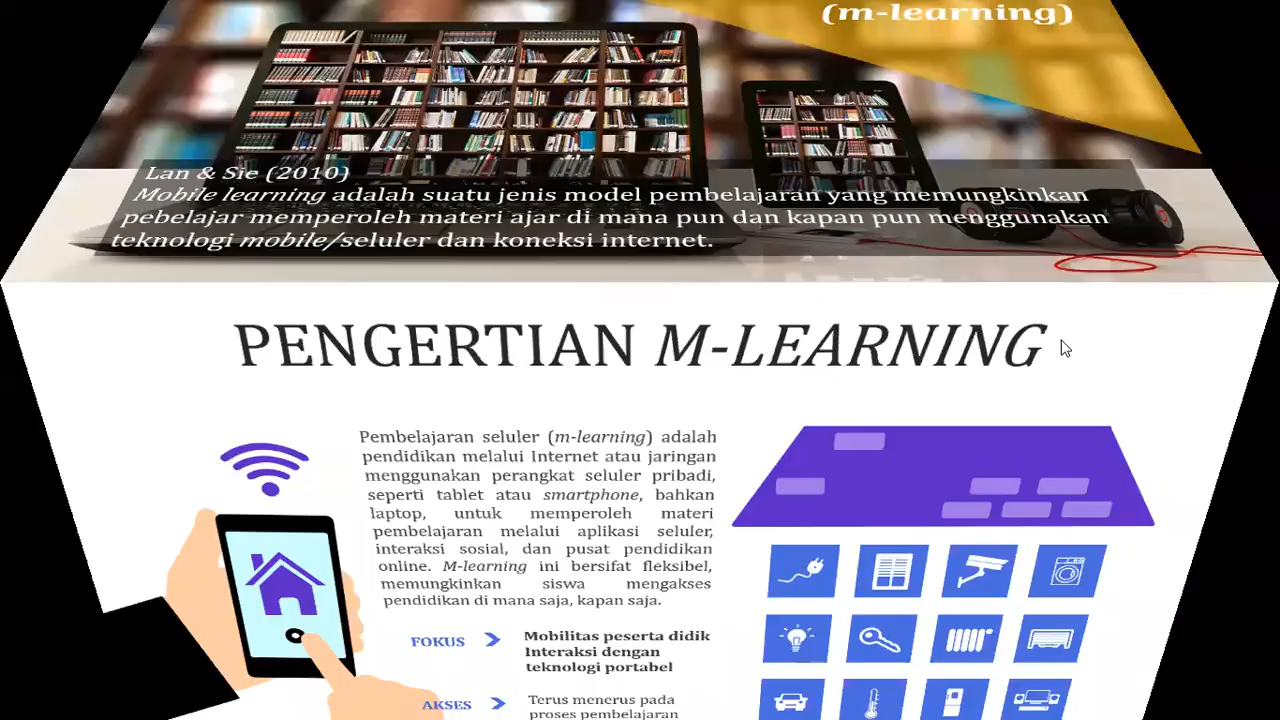 (m-learning)
Lan & Sie (2010)
Mobile learning adalah suatu jenis model pembelajaran yang memungkinkan
pebelajar memperoleh materi ajar di mana pun dan kapan pun menggunakan
teknologi mobile/seluler dan koneksi internet.
PENGERTIAN M-LEARNING
Pembelajaran seluler (m-learning) adalah
pendidikan melalui Internet atau jaringan
menggunakan perangkat seluler pribadi,
seperti tablet atau smartphone, bahkan
laptop, untuk memperoleh materi
pembelajaran melalui aplikasi seluler,
interaksi sosial, dan pusat pendidikan
online. M-learning ini bersifat fleksibel,
memungkinkan siswa mengakses
pendidikan di mana saja, kapan saja.
FOKUS
Mobilitas peserta didik
Interaksi dengan
teknologi portabel
AKSES
Terus menerus pada
proses pembelajaran